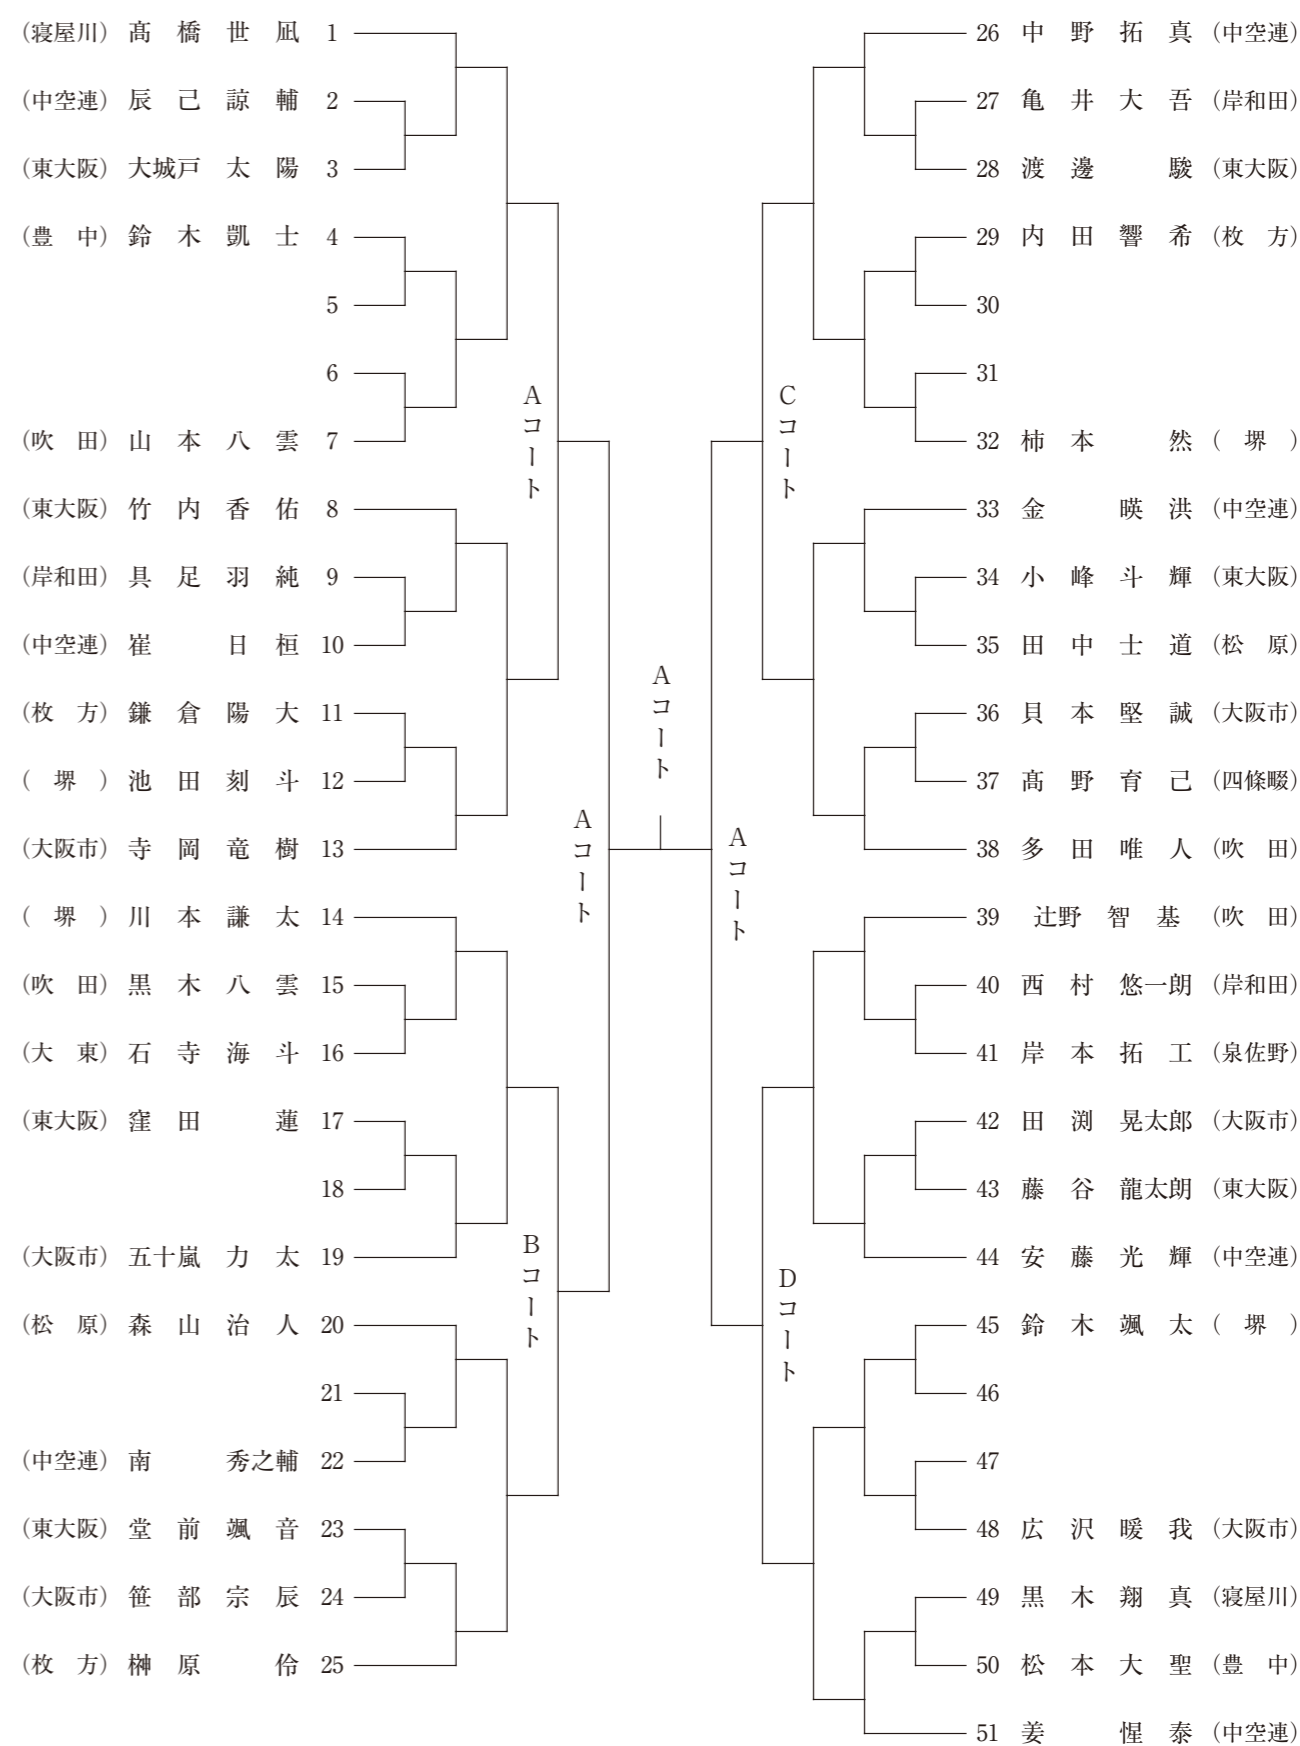 (寝屋川) 髙橋世凪 1
(中空連) 辰己諒輔 2
(東大阪) 大城戸太陽 3
(豊中) 鈴木凱士 4
5
6
(吹田) 山本八雲 7
(東大阪) 竹内香佑 8
(岸和田) 具足羽純 9
(中空連) 崔日桓 10
(枚方) 鎌倉陽大 11
(堺) 池田刻斗 12
(大阪市) 寺岡竜樹 13
(堺) 川本謙太 14
(吹田) 黒木八雲 15
(大東) 石寺海斗 16
(東大阪) 窪田蓮 17
18
(大阪市) 五十嵐力太 19
(松原) 森山治人 20
21
(中空連) 南秀之輔 22
(東大阪) 堂前颯音 23
(大阪市) 笹部宗辰 24
(枚方) 榊原伶 25
Aコート
Bコート
Aコート
Aコート
Aコート
Cコート
Dコート
26 中野拓真 (中空連)
27 亀井大吾 (岸和田)
28 渡邊駿 (東大阪)
29 内田響希 (枚方)
30
31
32 柿本然 (堺)
33 金暎洪 (中空連)
34 小峰斗輝 (東大阪)
35 田中士道 (松原)
36 貝本堅誠 (大阪市)
37 髙野育己 (四條畷)
38 多田唯人 (吹田)
39 辻野智基 (吹田)
40 西村悠一朗 (岸和田)
41 岸本拓工 (泉佐野)
42 田渕晃太郎 (大阪市)
43 藤谷龍太朗 (東大阪)
44 安藤光輝 (中空連)
45 鈴木颯太 (堺)
46
47
48 広沢暖我 (大阪市)
49 黒木翔真 (寝屋川)
50 松本大聖 (豊中)
51 姜惺泰 (中空連)